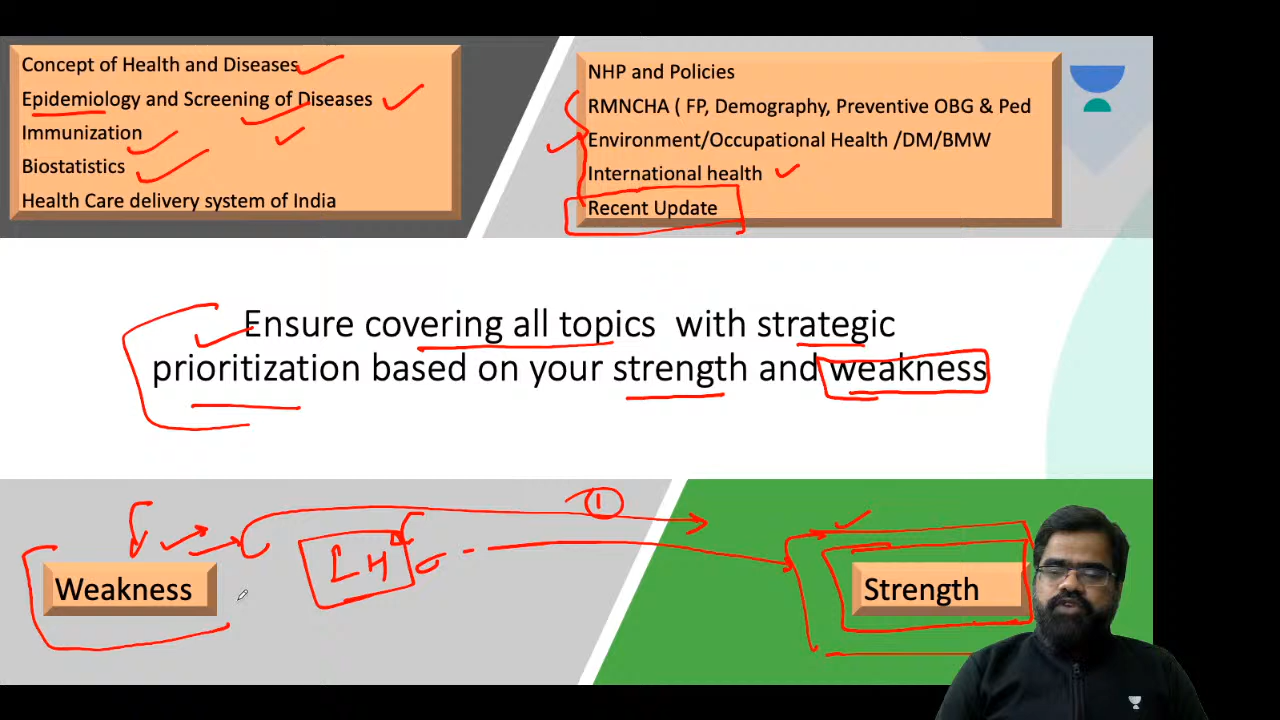 Concept of Health and Diseases
Epidemiology and Screening of Diseases
Immunization
Biostatistics
Health Care delivery system of India
NHP and Policies
RMNCHA ( FP, Demography, Preventive OBG & Ped
Environment/Occupational Health /DM/BMW
International health
Recent Update
Ensure covering all topics with strategic
prioritization based on your strength and weakness
1
Weakness
Strength